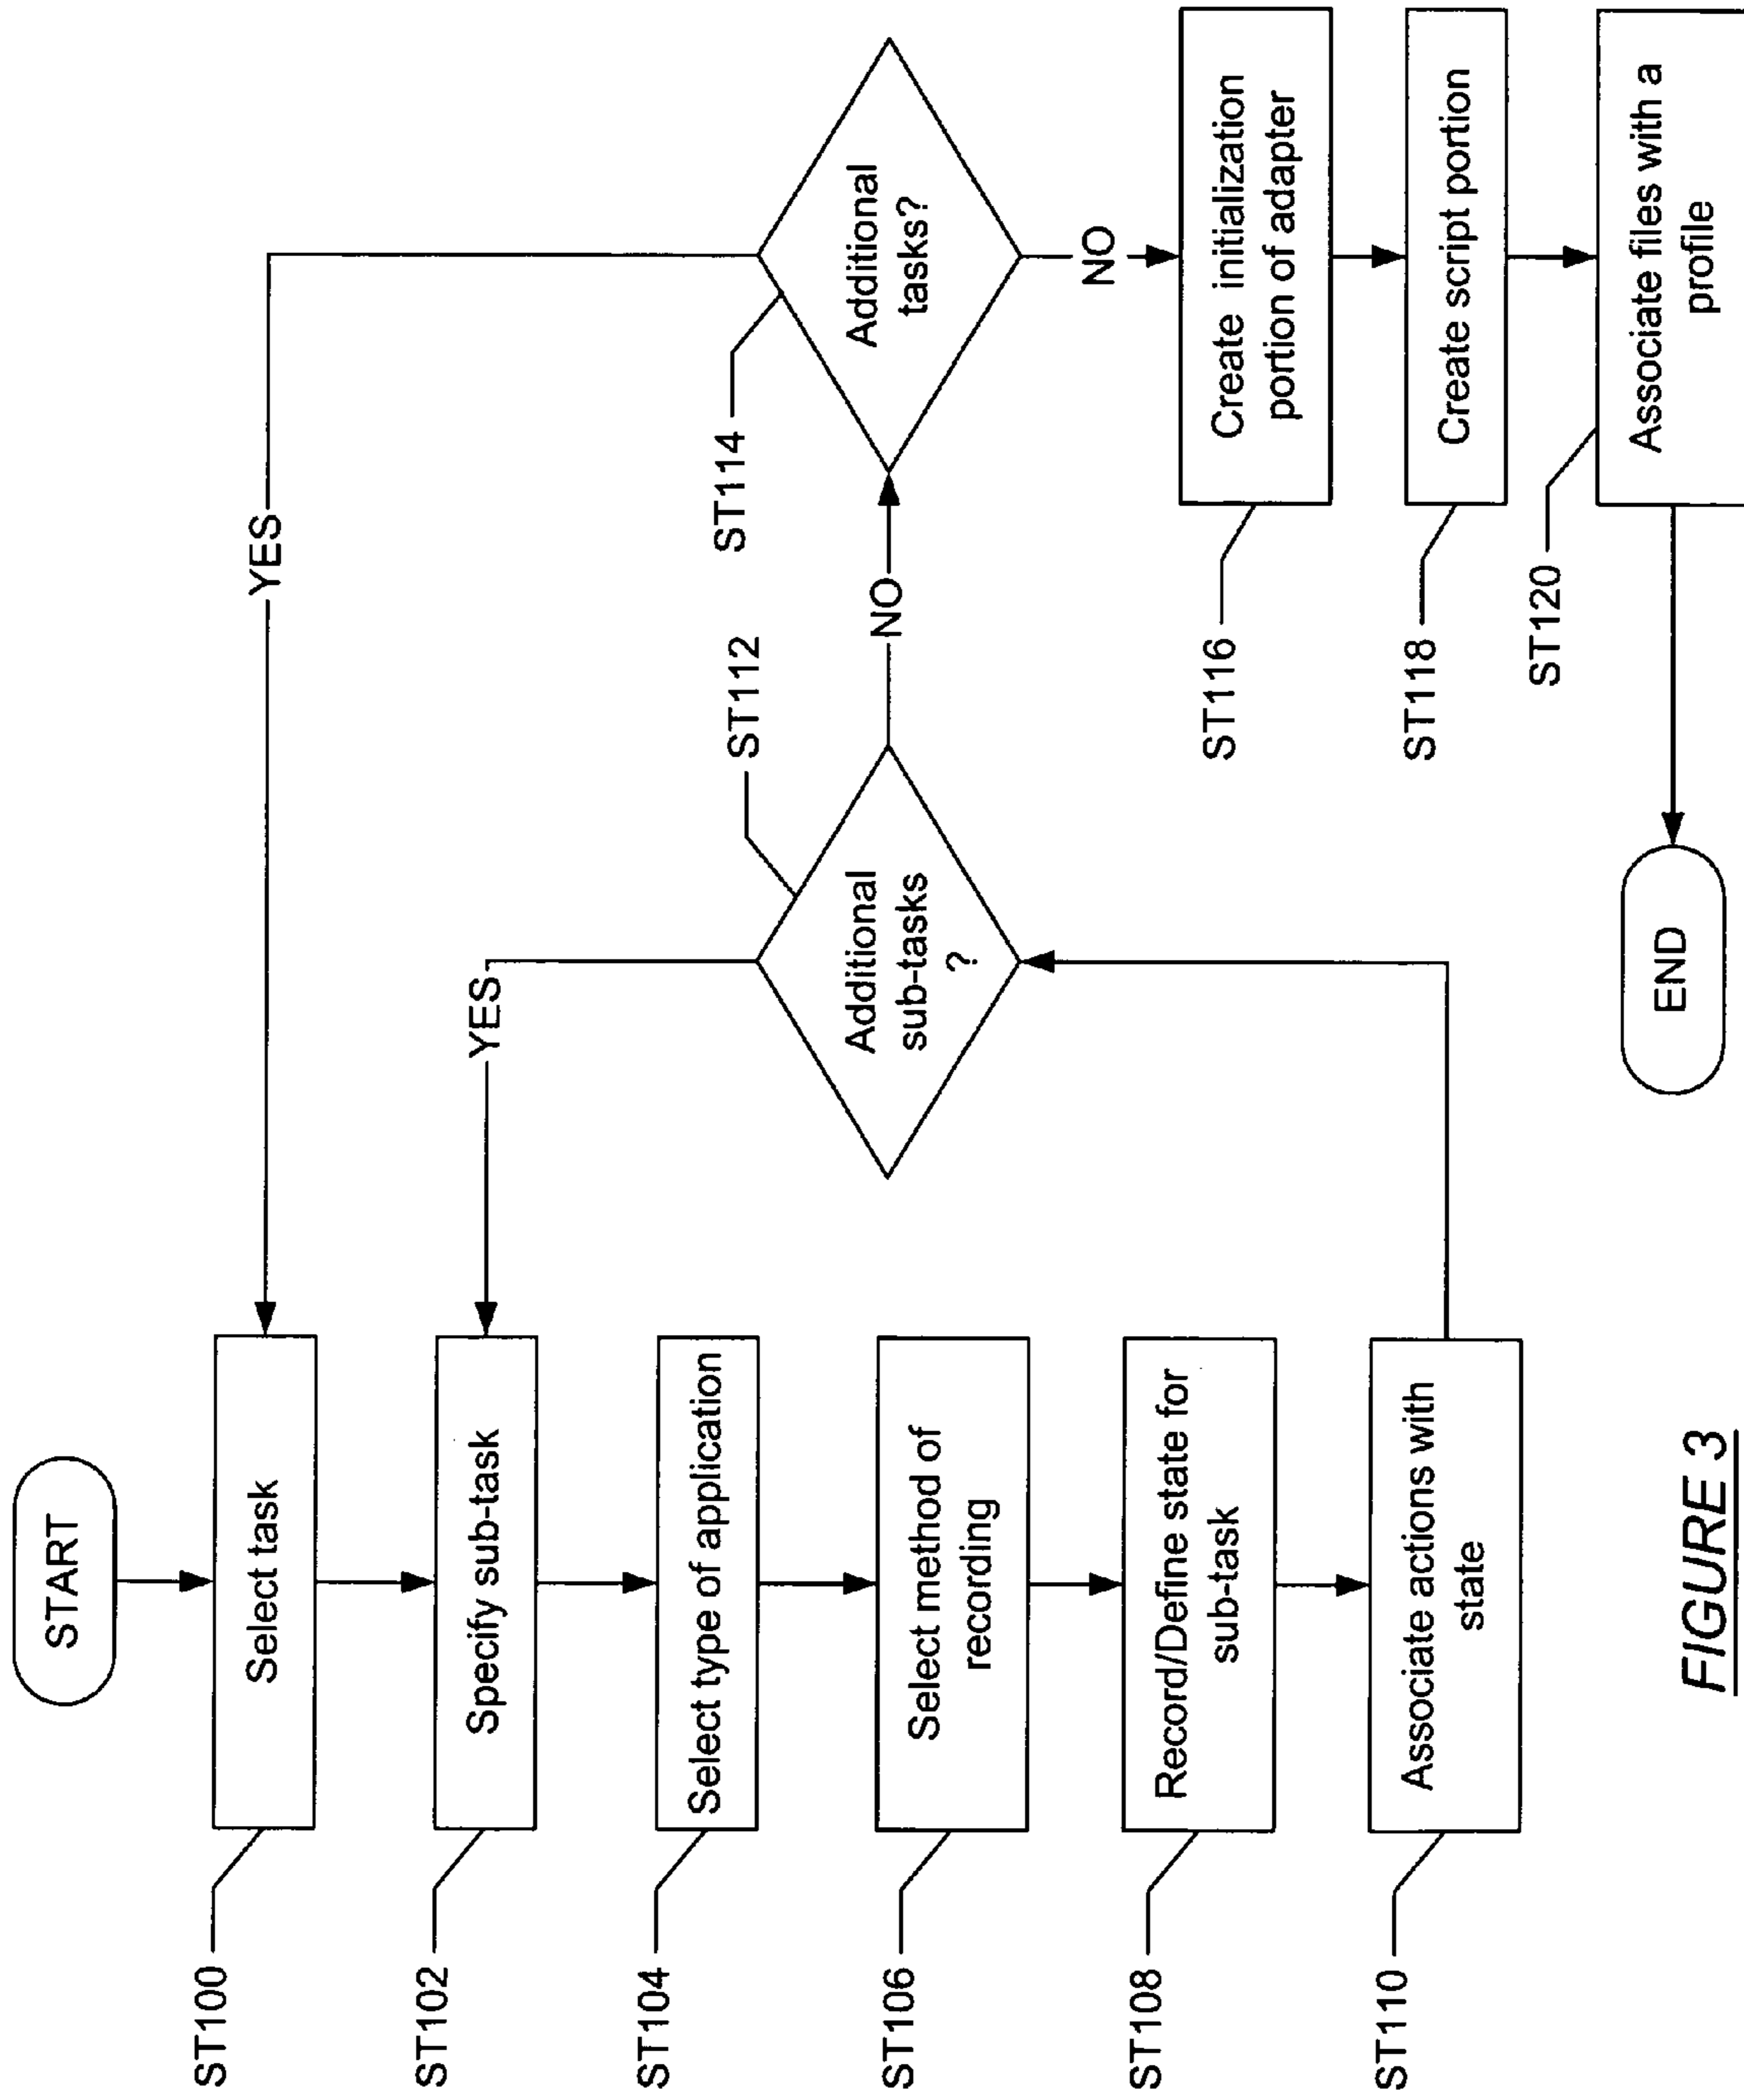 START
ST100
Select task
ST102
Specify sub-task
ST104
Select type of application
ST106
Select method of
recording
ST108
Record/Define state for
sub-task
ST110
Associate actions with
state
YES
YES
ST112
Additional
sub-tasks
?
NO
ST114
Additional
tasks?
NO
ST116
Create initialization
portion of adapter
ST118
Create script portion
ST120
Associate files with a
profile
END
FIGURE 3